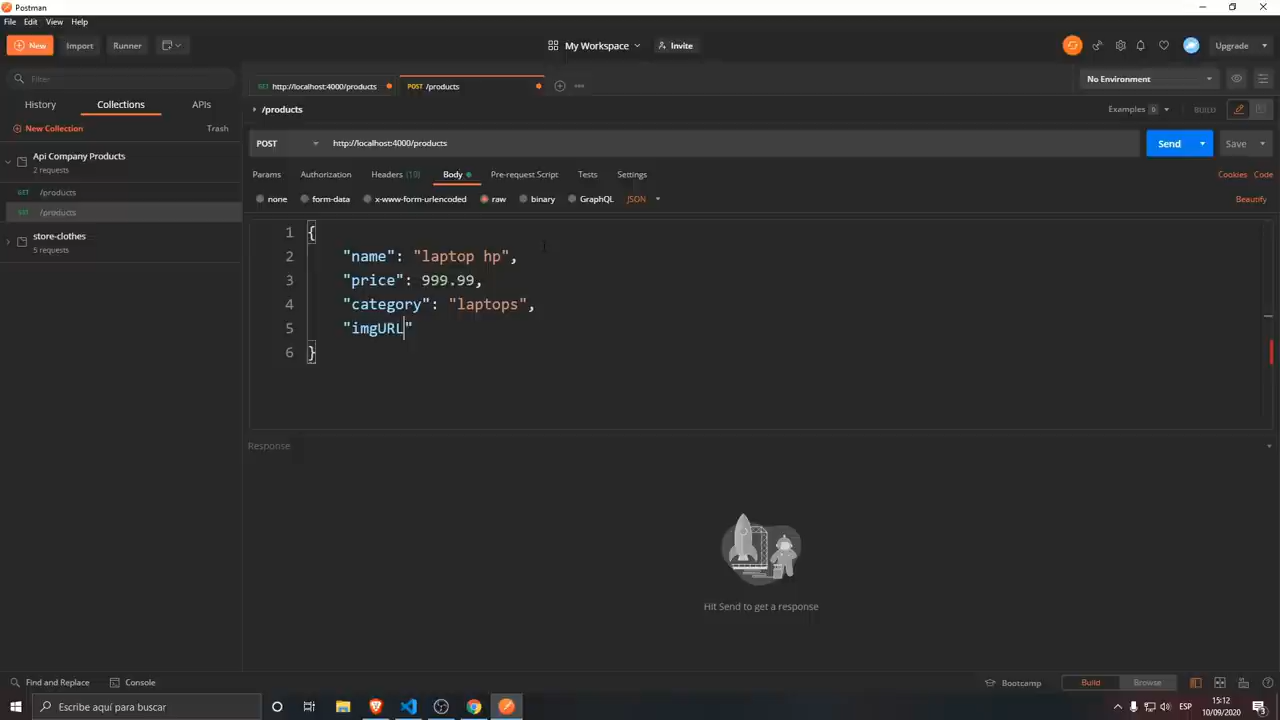 Postman
File Edit View Help
New Import Runner My Workspace Invite Upgrade
Filter
History Collections APIs
New Collection Trash
Api Company Products
2 requests
GET /products
/products
store-clothes
5 requests
GET http://localhost:4000/products
POST /products
No Environment
/products
Examples 0 BUILD
POST http://localhost:4000/products Send Save
Params Authorization Headers (10) Body Pre-request Script Tests Settings Cookies Code
none form-data x-www-form-urlencoded raw binary GraphQL JSON Beautify
1 {
2 "name": "laptop hp",
3 "price": 999.99,
4 "category": "laptops",
5 "imgURL"
6 }
Response
Hit Send to get a response
Find and Replace Console Bootcamp Build Browse
Escribe aquí para buscar
ESP
15:12
10/09/2020